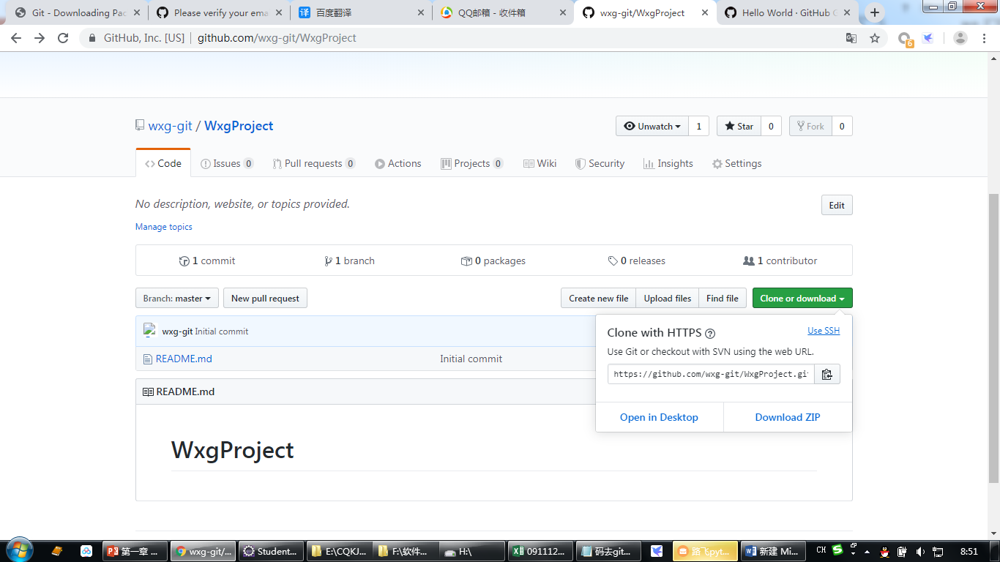 Git - Downloading Pac
Please verify your ema
百度翻译
QQ邮箱 - 收件箱
wxg-git/WxgProject
Hello World · GitHub G
GitHub, Inc. [US]
github.com/wxg-git/WxgProject
6
wxg-git / WxgProject
Unwatch 1
Star 0
Fork 0
Code
Issues 0
Pull requests 0
Actions
Projects 0
Wiki
Security
Insights
Settings
No description, website, or topics provided.
Edit
Manage topics
1 commit
1 branch
0 packages
0 releases
1 contributor
Branch: master
New pull request
Create new file
Upload files
Find file
Clone or download
wxg-git Initial commit
README.md
Initial commit
Clone with HTTPS
Use SSH
Use Git or checkout with SVN using the web URL.
https://github.com/wxg-git/WxgProject.gi
Open in Desktop
Download ZIP
README.md
WxgProject
第一章 ...
wxg-git/...
Student...
E:\CQKJ...
F:\软件...
H:\
091112...
码去git...
路飞pyt...
新建 Mi...
CH
8:51